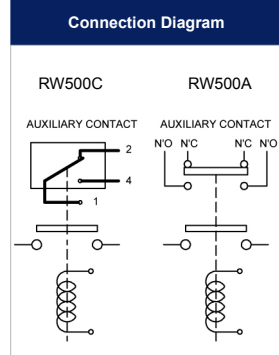 Connection Diagram
RW500C
RW500A
AUXILIARY CONTACT
AUXILIARY CONTACT
N'O N'C N'C N'O
2
4
1